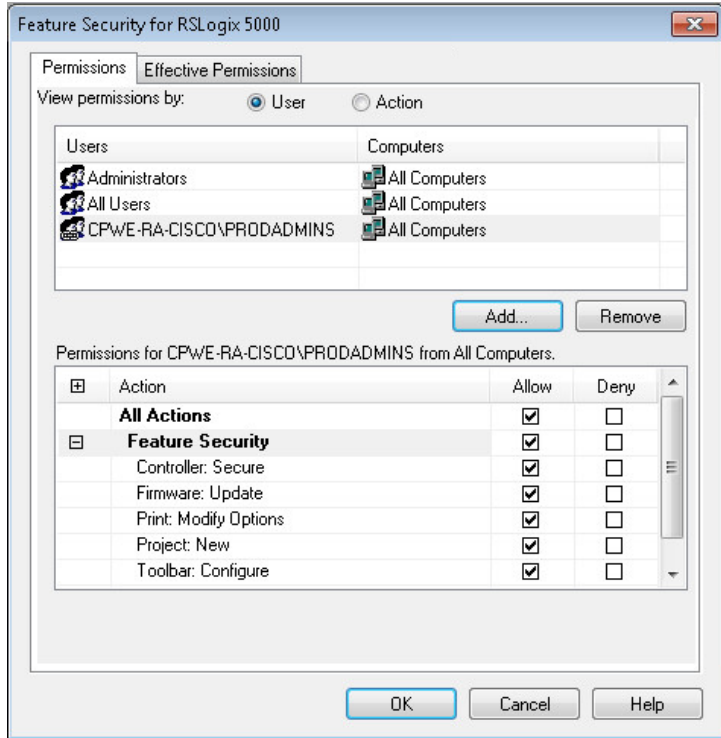 Feature Security for RSLogix 5000
Permissions Effective Permissions
View permissions by: User Action
Users Computers
Administrators All Computers
All Users All Computers
CPWE-RA-CISCO\PRODADMINS All Computers
Add... Remove
Permissions for CPWE-RA-CISCO\PRODADMINS from All Computers.
Action Allow Deny
All Actions
Feature Security
Controller: Secure
Firmware: Update
Print: Modify Options
Project: New
Toolbar: Configure
OK Cancel Help